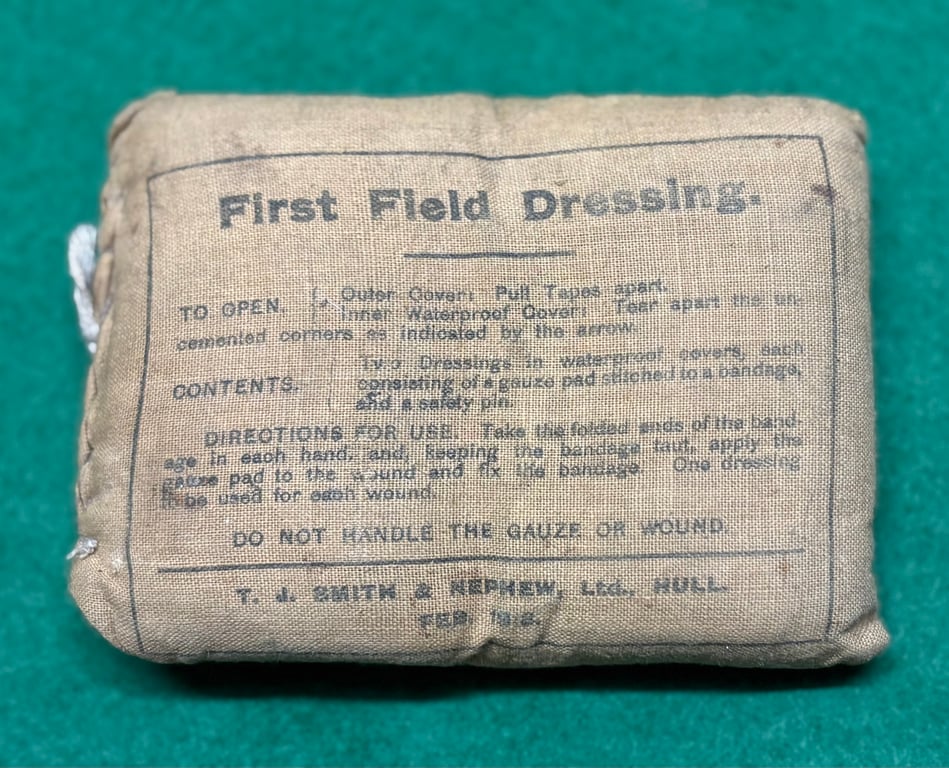 First Field Dressing.
TO OPEN. Outer Cover: Pull Tapes apart.
Inner Waterproof Cover: Tear apart the un-
cemented corners as indicated by the arrow.
CONTENTS. Two Dressings in waterproof covers, each
consisting of a gauze pad stitched to a bandage,
and a safety pin.
DIRECTIONS FOR USE. Take the folded ends of the band-
age in each hand, and, keeping the bandage taut, apply the
gauze pad to the wound and fix the bandage. One dressing
to be used for each wound.
DO NOT HANDLE THE GAUZE OR WOUND.
T. J. SMITH & NEPHEW, Ltd., HULL.
FEB.